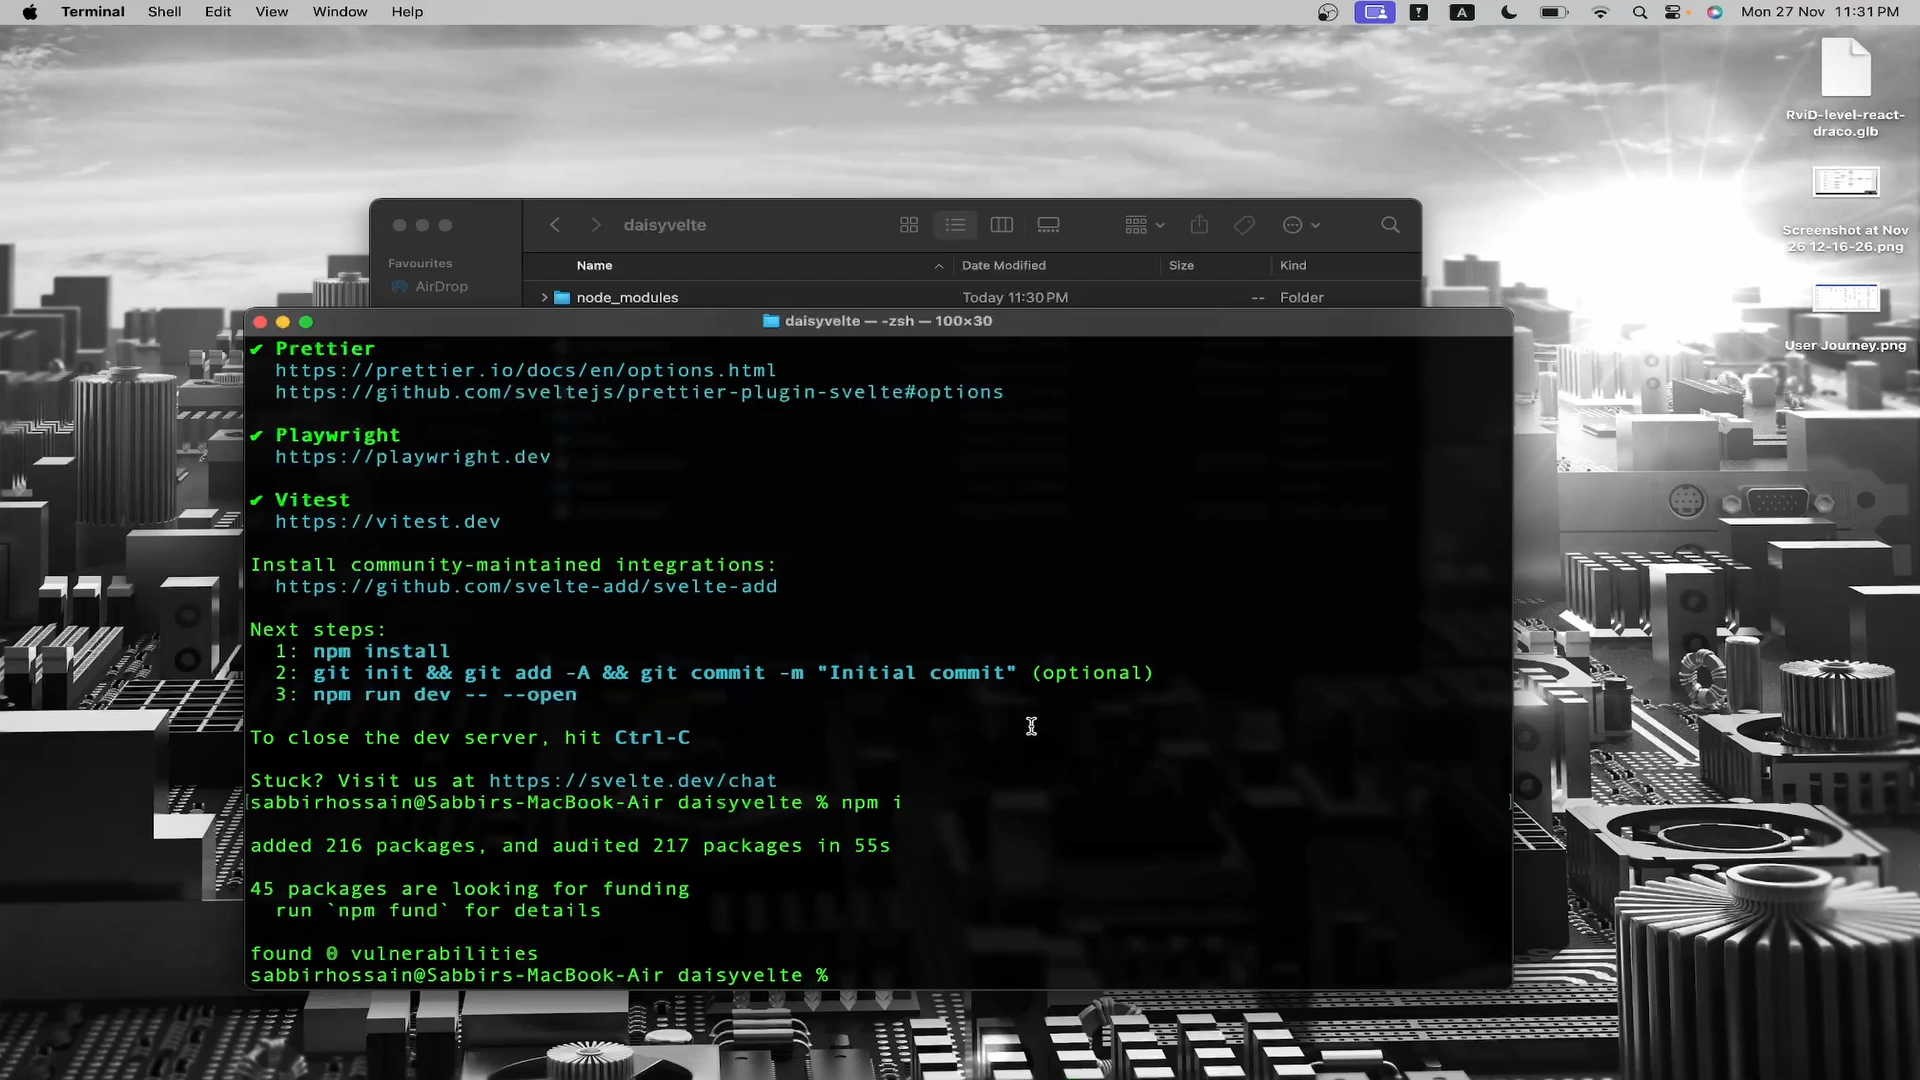 Terminal Shell Edit View Window Help
A
Mon 27 Nov 11:31 PM
RviD-level-react-
draco.glb
Screenshot at Nov
26 12-16-26.png
User Journey.png
daisyvelte
Favourites
AirDrop
Name Date Modified Size Kind
node_modules Today 11:30 PM -- Folder
daisyvelte — -zsh — 100×30
✔ Prettier
https://prettier.io/docs/en/options.html
https://github.com/sveltejs/prettier-plugin-svelte#options
✔ Playwright
https://playwright.dev
✔ Vitest
https://vitest.dev
Install community-maintained integrations:
https://github.com/svelte-add/svelte-add
Next steps:
1: npm install
2: git init && git add -A && git commit -m "Initial commit" (optional)
3: npm run dev -- --open
To close the dev server, hit Ctrl-C
Stuck? Visit us at https://svelte.dev/chat
[sabbirhossain@Sabbirs-MacBook-Air daisyvelte % npm i ]
added 216 packages, and audited 217 packages in 55s
45 packages are looking for funding
run `npm fund` for details
found 0 vulnerabilities
sabbirhossain@Sabbirs-MacBook-Air daisyvelte %